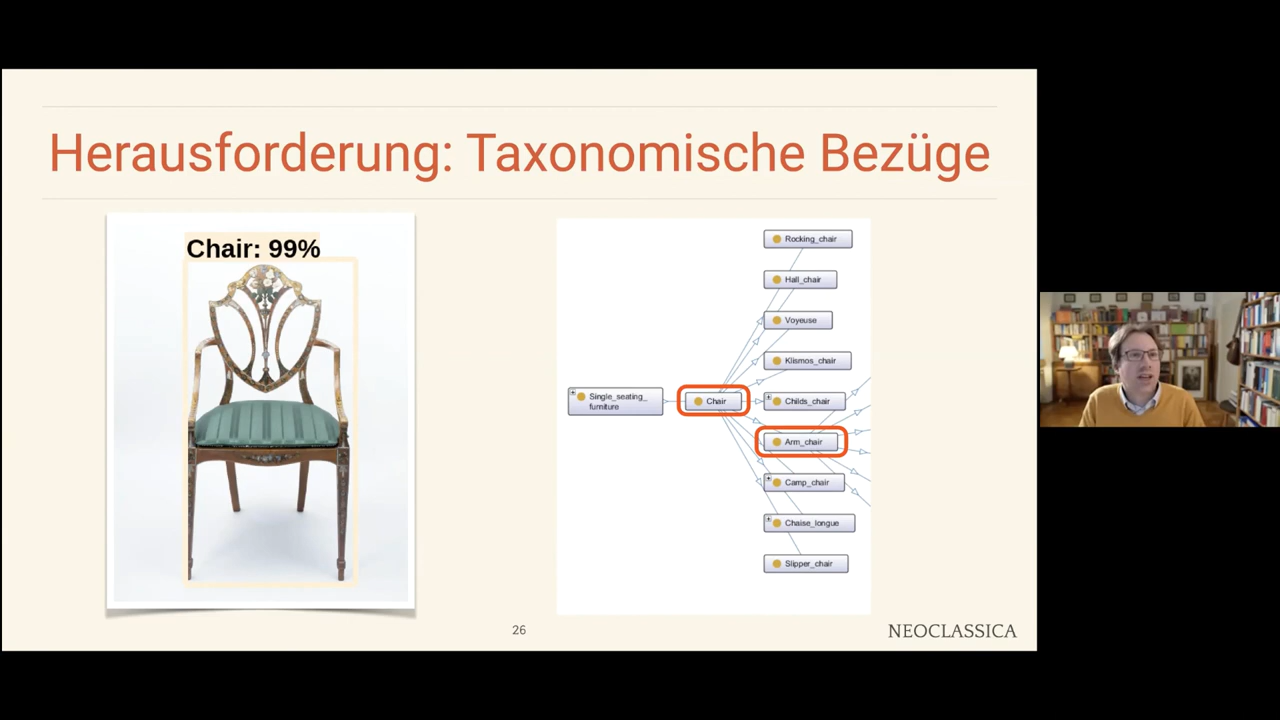 Herausforderung: Taxonomische Bezüge
Chair: 99%
Rocking_chair
Hall_chair
Voyeuse
Klismos_chair
Single_seating_
furniture
Chair
Childs_chair
Arm_chair
Camp_chair
Chaise_longue
Slipper_chair
26
NEOCLASSICA